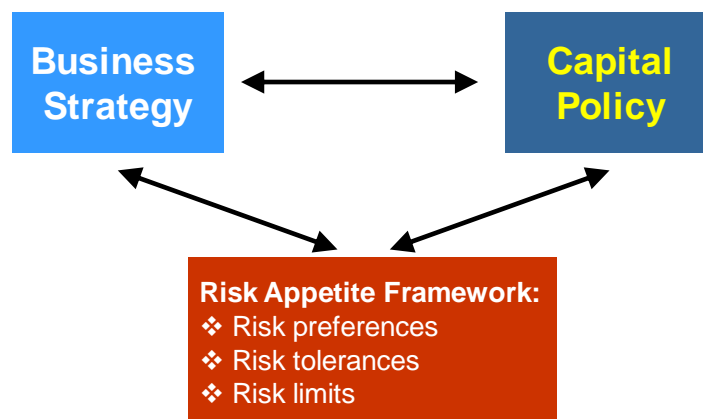 Business
Strategy
Capital
Policy
Risk Appetite Framework:
❖ Risk preferences
❖ Risk tolerances
❖ Risk limits